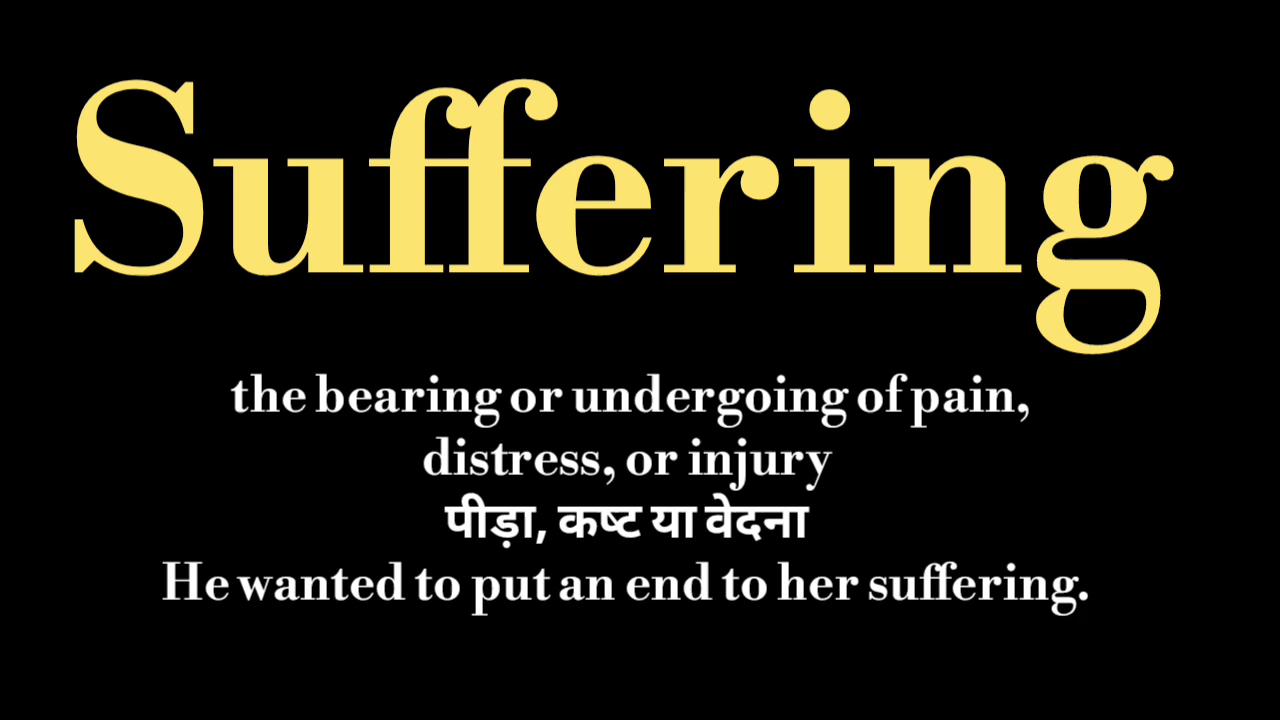 Suffering
the bearing or undergoing of pain,
distress, or injury
पीड़ा, कष्ट या वेदना
He wanted to put an end to her suffering.